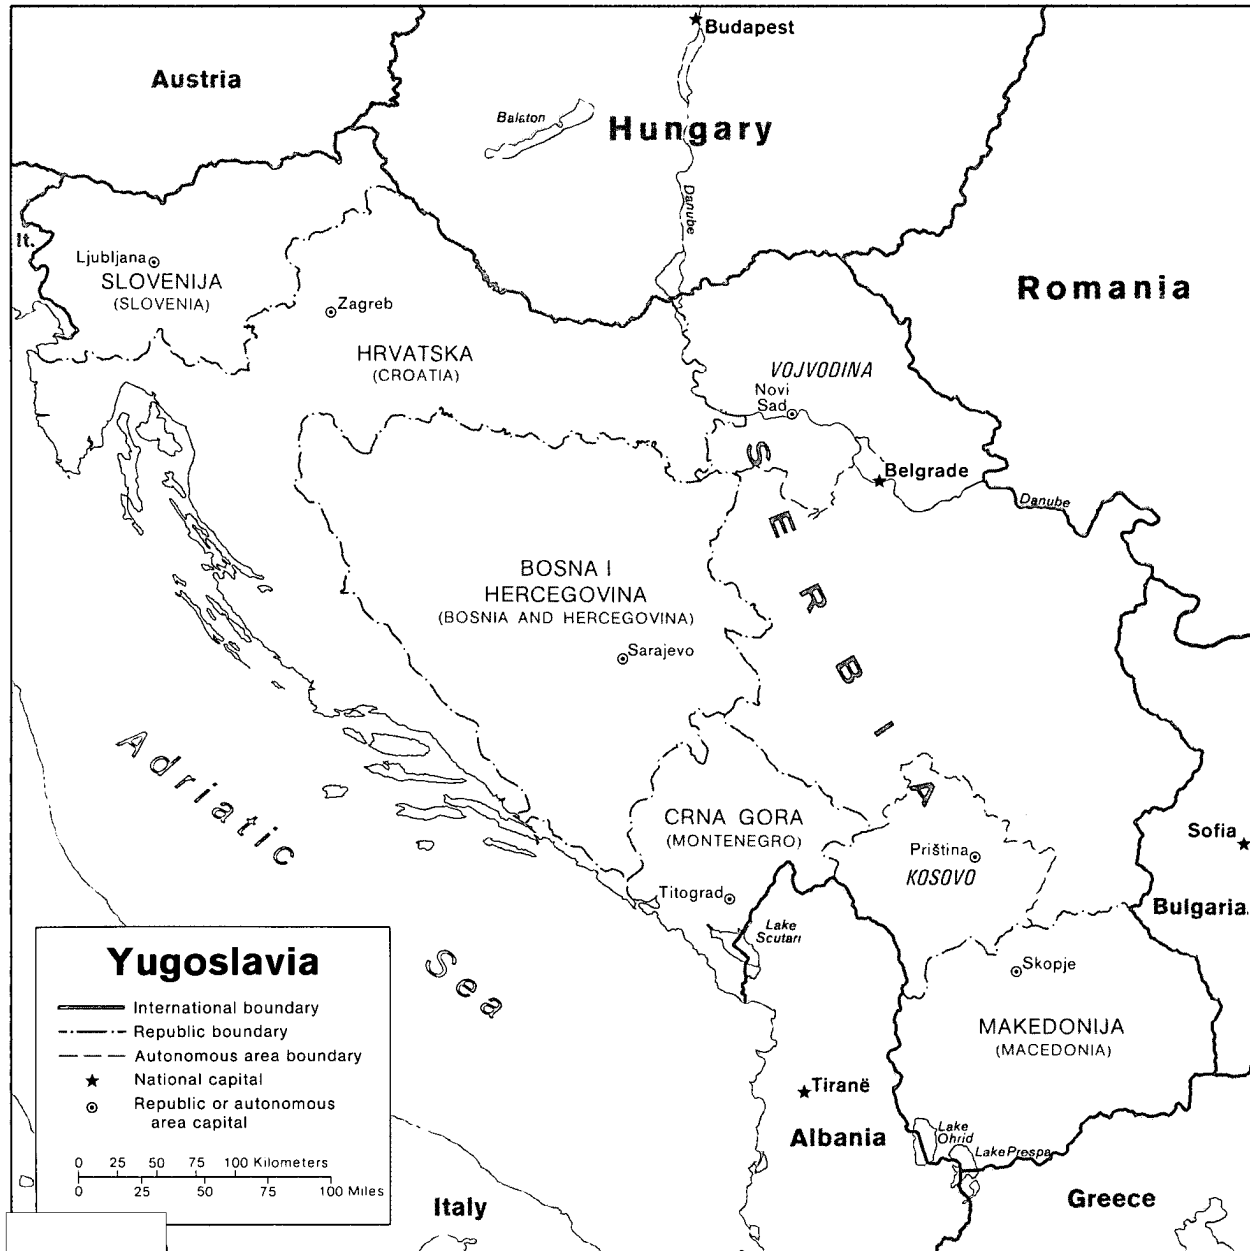 Budapest
Austria
Balaton
Hungary
Danube
It.
Ljubljana
SLOVENIJA
(SLOVENIA)
Romania
Zagreb
HRVATSKA
(CROATIA)
VOJVODINA
Novi
Sad
Belgrade
Danube
SERBIA
BOSNA I
HERCEGOVINA
(BOSNIA AND HERCEGOVINA)
Sarajevo
Adriatic
Sea
CRNA GORA
(MONTENEGRO)
Titograd
Priština
KOSOVO
Sofia
Bulgaria
Lake
Scutari
Skopje
MAKEDONIJA
(MACEDONIA)
Tiranë
Albania
Lake
Ohrid
Lake Prespa
Greece
Italy
Yugoslavia
International boundary
Republic boundary
Autonomous area boundary
National capital
Republic or autonomous
area capital
0 25 50 75 100 Kilometers
0 25 50 75 100 Miles